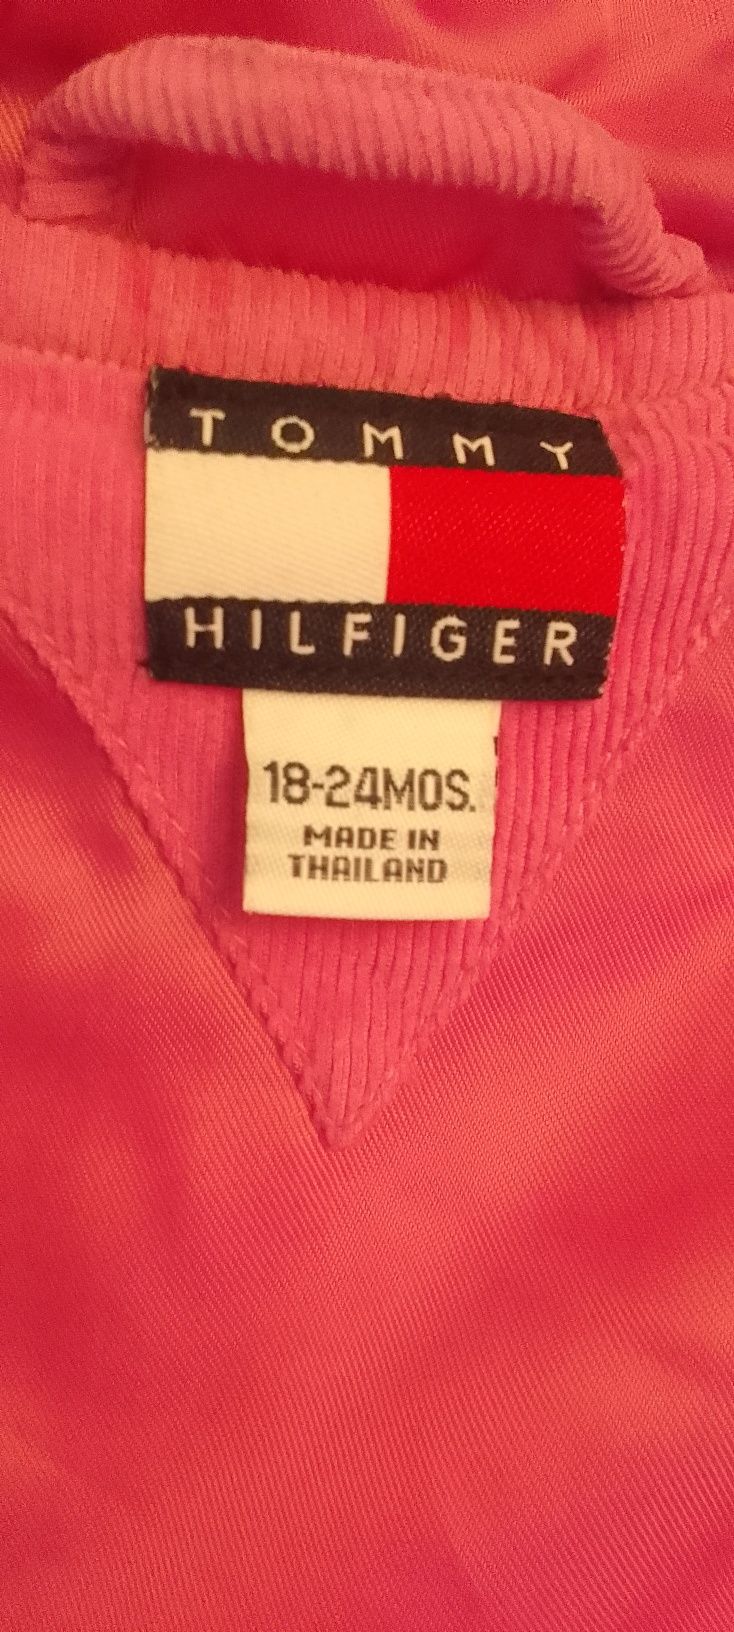 TOMMY
HILFIGER
18-24MOS.
MADE IN
THAILAND